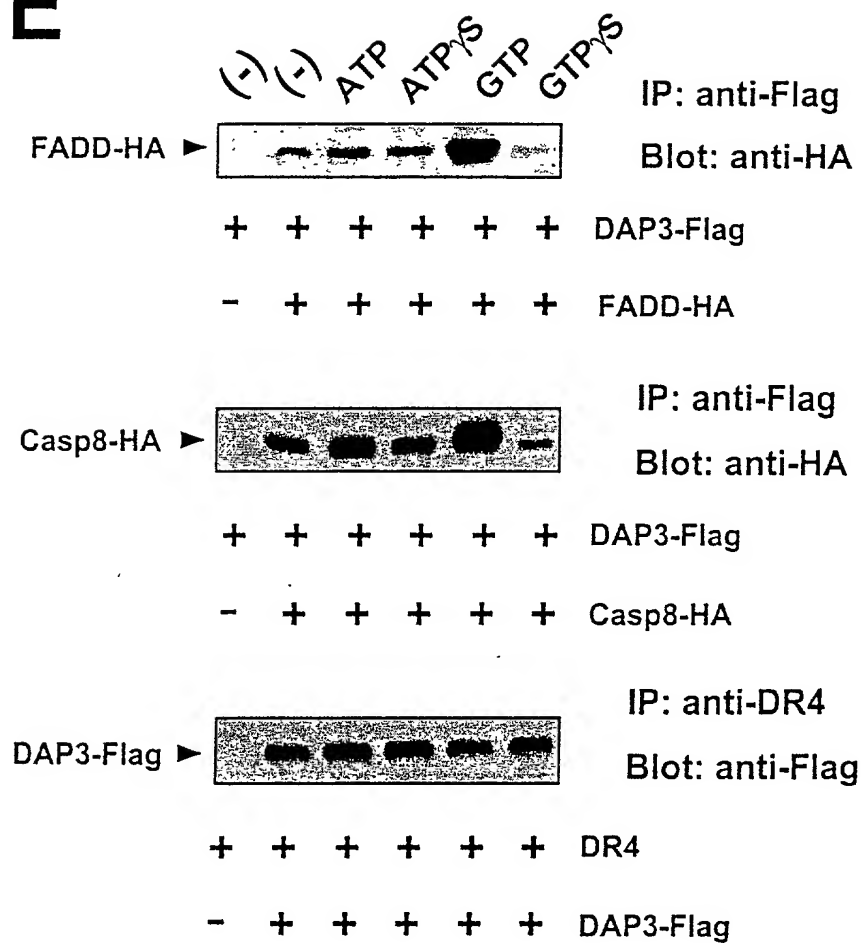 (-) (-) ATP ATPγS GTP GTPγS
IP: anti-Flag
FADD-HA
Blot: anti-HA
+ + + + + + DAP3-Flag
- + + + + + FADD-HA
IP: anti-Flag
Casp8-HA
Blot: anti-HA
+ + + + + + DAP3-Flag
- + + + + + Casp8-HA
IP: anti-DR4
DAP3-Flag
Blot: anti-Flag
+ + + + + + DR4
- + + + + + DAP3-Flag